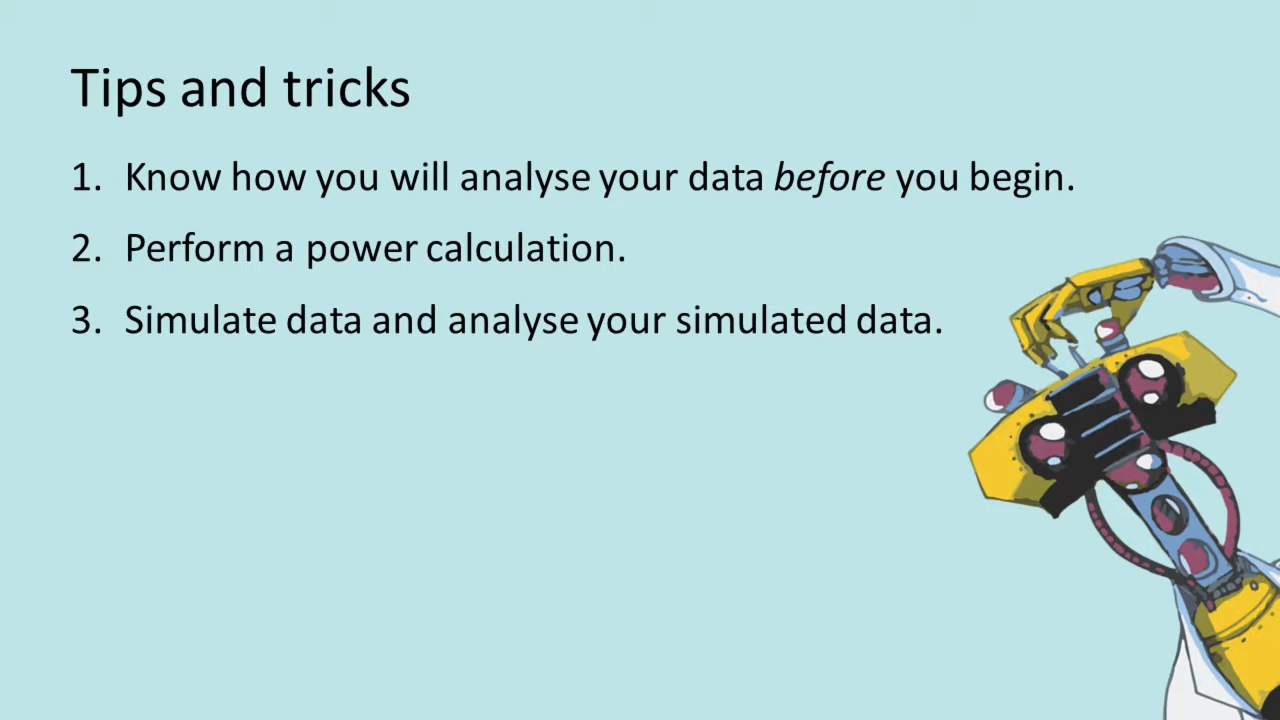 Tips and tricks
1. Know how you will analyse your data before you begin.
2. Perform a power calculation.
3. Simulate data and analyse your simulated data.